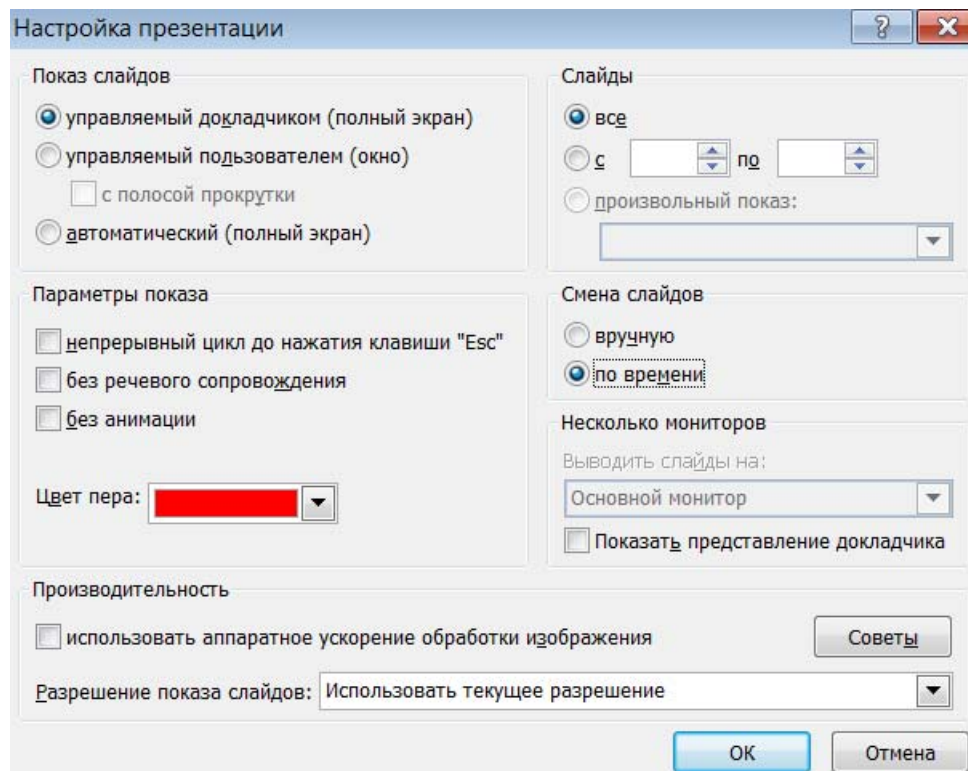 Настройка презентации
Показ слайдов
управляемый докладчиком (полный экран)
управляемый пользователем (окно)
с полосой прокрутки
автоматический (полный экран)
Слайды
все
с по
произвольный показ:
Параметры показа
непрерывный цикл до нажатия клавиши "Esc"
без речевого сопровождения
без анимации
Цвет пера:
Смена слайдов
вручную
по времени
Несколько мониторов
Выводить слайды на:
Основной монитор
Показать представление докладчика
Производительность
использовать аппаратное ускорение обработки изображения
Советы
Разрешение показа слайдов: Использовать текущее разрешение
ОК Отмена